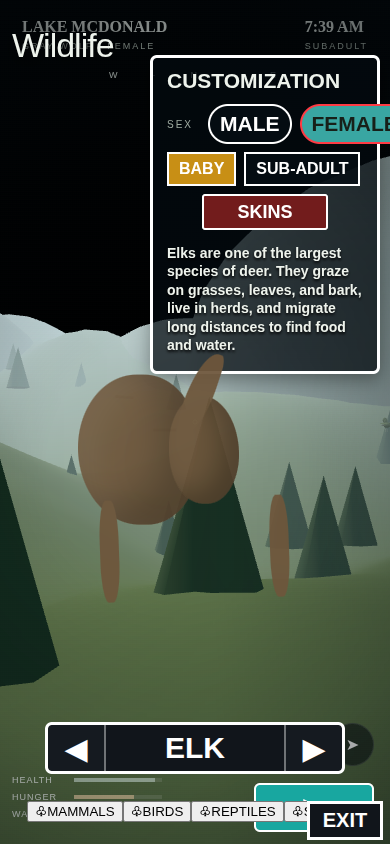 LAKE MCDONALD
7:39 AM
Wildlife
FEMALE
SUBADULT
W
CUSTOMIZATION
SEX MALE FEMALE
BABY SUB-ADULT
SKINS
Elks are one of the largest
species of deer. They graze
on grasses, leaves, and bark,
live in herds, and migrate
long distances to find food
and water.
◀ ELK ▶
➤
HEALTH
HUNGER
♧MAMMALS ♧BIRDS ♧REPTILES
EXIT